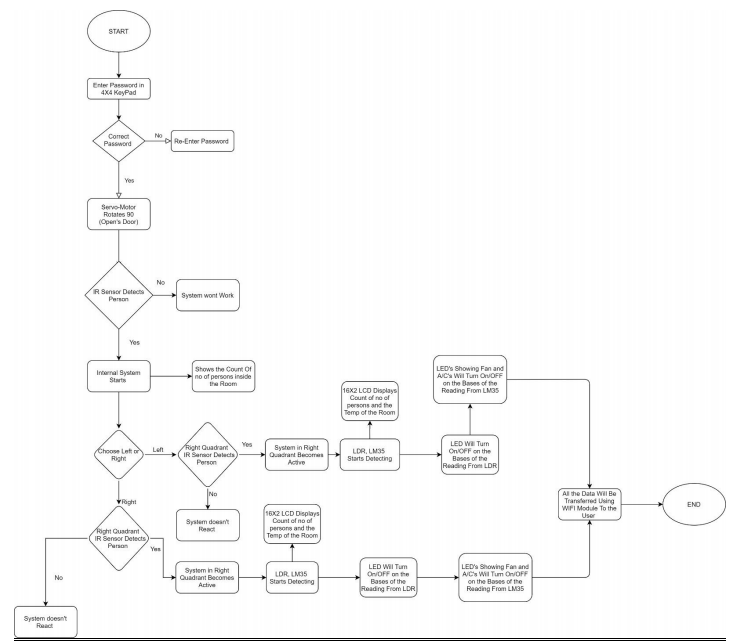 START
Enter Password in
4X4 KeyPad
Correct
Password
No
Re-Enter Password
Yes
Servo-Motor
Rotates 90
(Open's Door)
IR Sensor Detects
Person
No
System wont Work
Yes
Internal System
Starts
Shows the Count Of
no of persons inside
the Room
Choose Left or
Right
Left
Right Quadrant
IR Sensor Detects
Person
Yes
System in Right
Quadrant Becomes
Active
LDR, LM35
Starts Detecting
16X2 LCD Displays
Count of no of
persons and the
Temp of the Room
LED Will Turn
On/OFF on the
Bases of the
Reading From LDR
LED's Showing Fan and
A/C's Will Turn On/OFF
on the Bases of the
Reading From LM35
No
System doesn't
React
Right
Right Quadrant
IR Sensor Detects
Person
Yes
System in Right
Quadrant Becomes
Active
LDR, LM35
Starts Detecting
16X2 LCD Displays
Count of no of
persons and the
Temp of the Room
LED Will Turn
On/OFF on the
Bases of the
Reading From LDR
LED's Showing Fan and
A/C's Will Turn On/OFF
on the Bases of the
Reading From LM35
No
System doesn't
React
All the Data Will Be
Transferred Using
WIFI Module To the
User
END